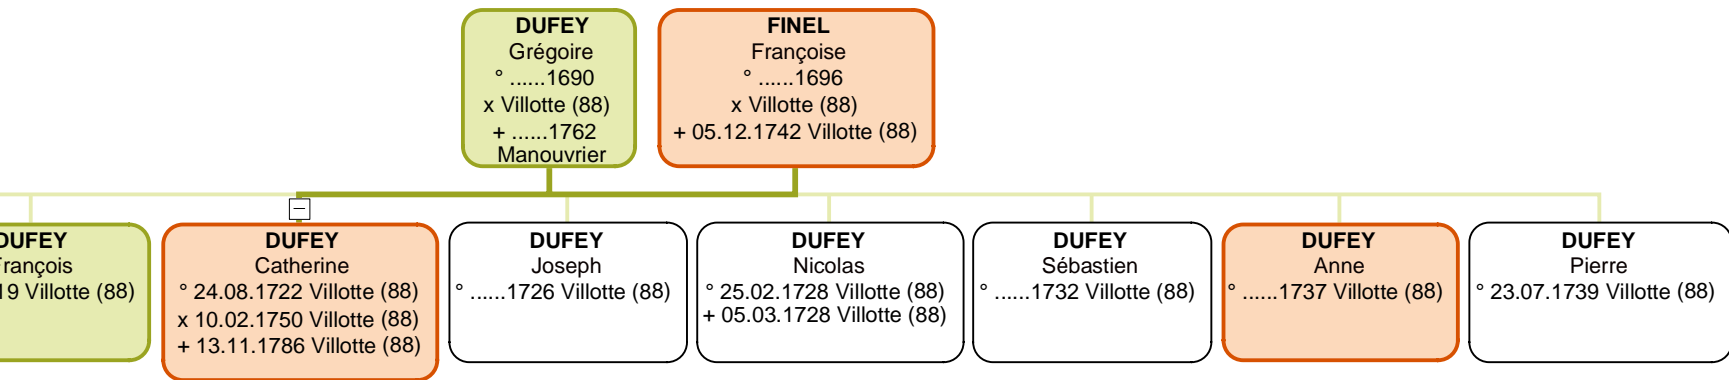 DUFEY
Grégoire
° ......1690
x Villotte (88)
+ ......1762
Manouvrier
FINEL
Françoise
° ......1696
x Villotte (88)
+ 05.12.1742 Villotte (88)
DUFEY
François
19 Villotte (88)
DUFEY
Catherine
° 24.08.1722 Villotte (88)
x 10.02.1750 Villotte (88)
+ 13.11.1786 Villotte (88)
DUFEY
Joseph
° ......1726 Villotte (88)
DUFEY
Nicolas
° 25.02.1728 Villotte (88)
+ 05.03.1728 Villotte (88)
DUFEY
Sébastien
° ......1732 Villotte (88)
DUFEY
Anne
° ......1737 Villotte (88)
DUFEY
Pierre
° 23.07.1739 Villotte (88)